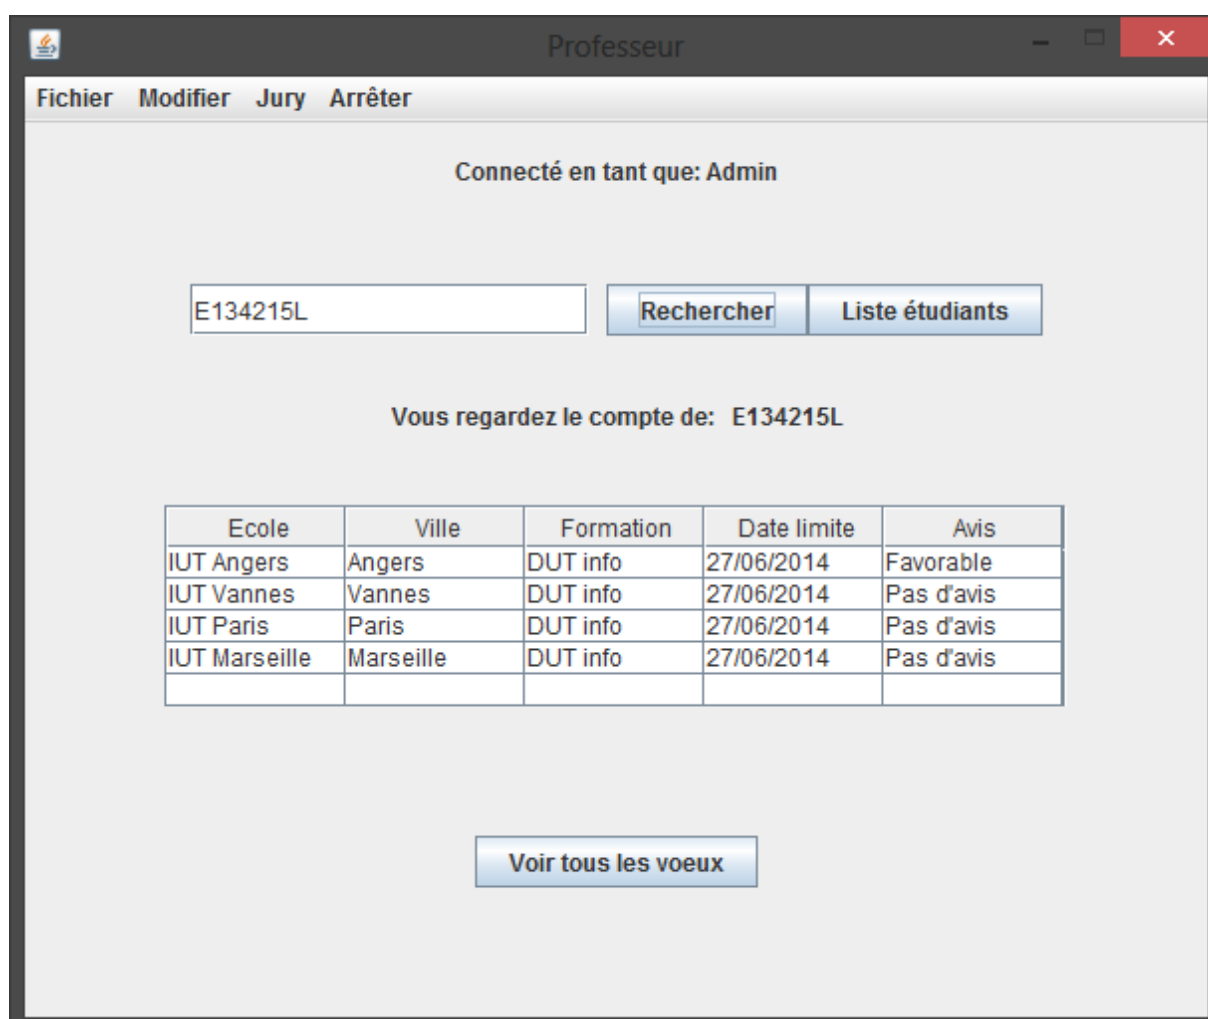 Professeur
Fichier Modifier Jury Arrêter
Connecté en tant que: Admin
E134215L Rechercher Liste étudiants
Vous regardez le compte de: E134215L
Ecole Ville Formation Date limite Avis
IUT Angers Angers DUT info 27/06/2014 Favorable
IUT Vannes Vannes DUT info 27/06/2014 Pas d'avis
IUT Paris Paris DUT info 27/06/2014 Pas d'avis
IUT Marseille Marseille DUT info 27/06/2014 Pas d'avis
Voir tous les voeux